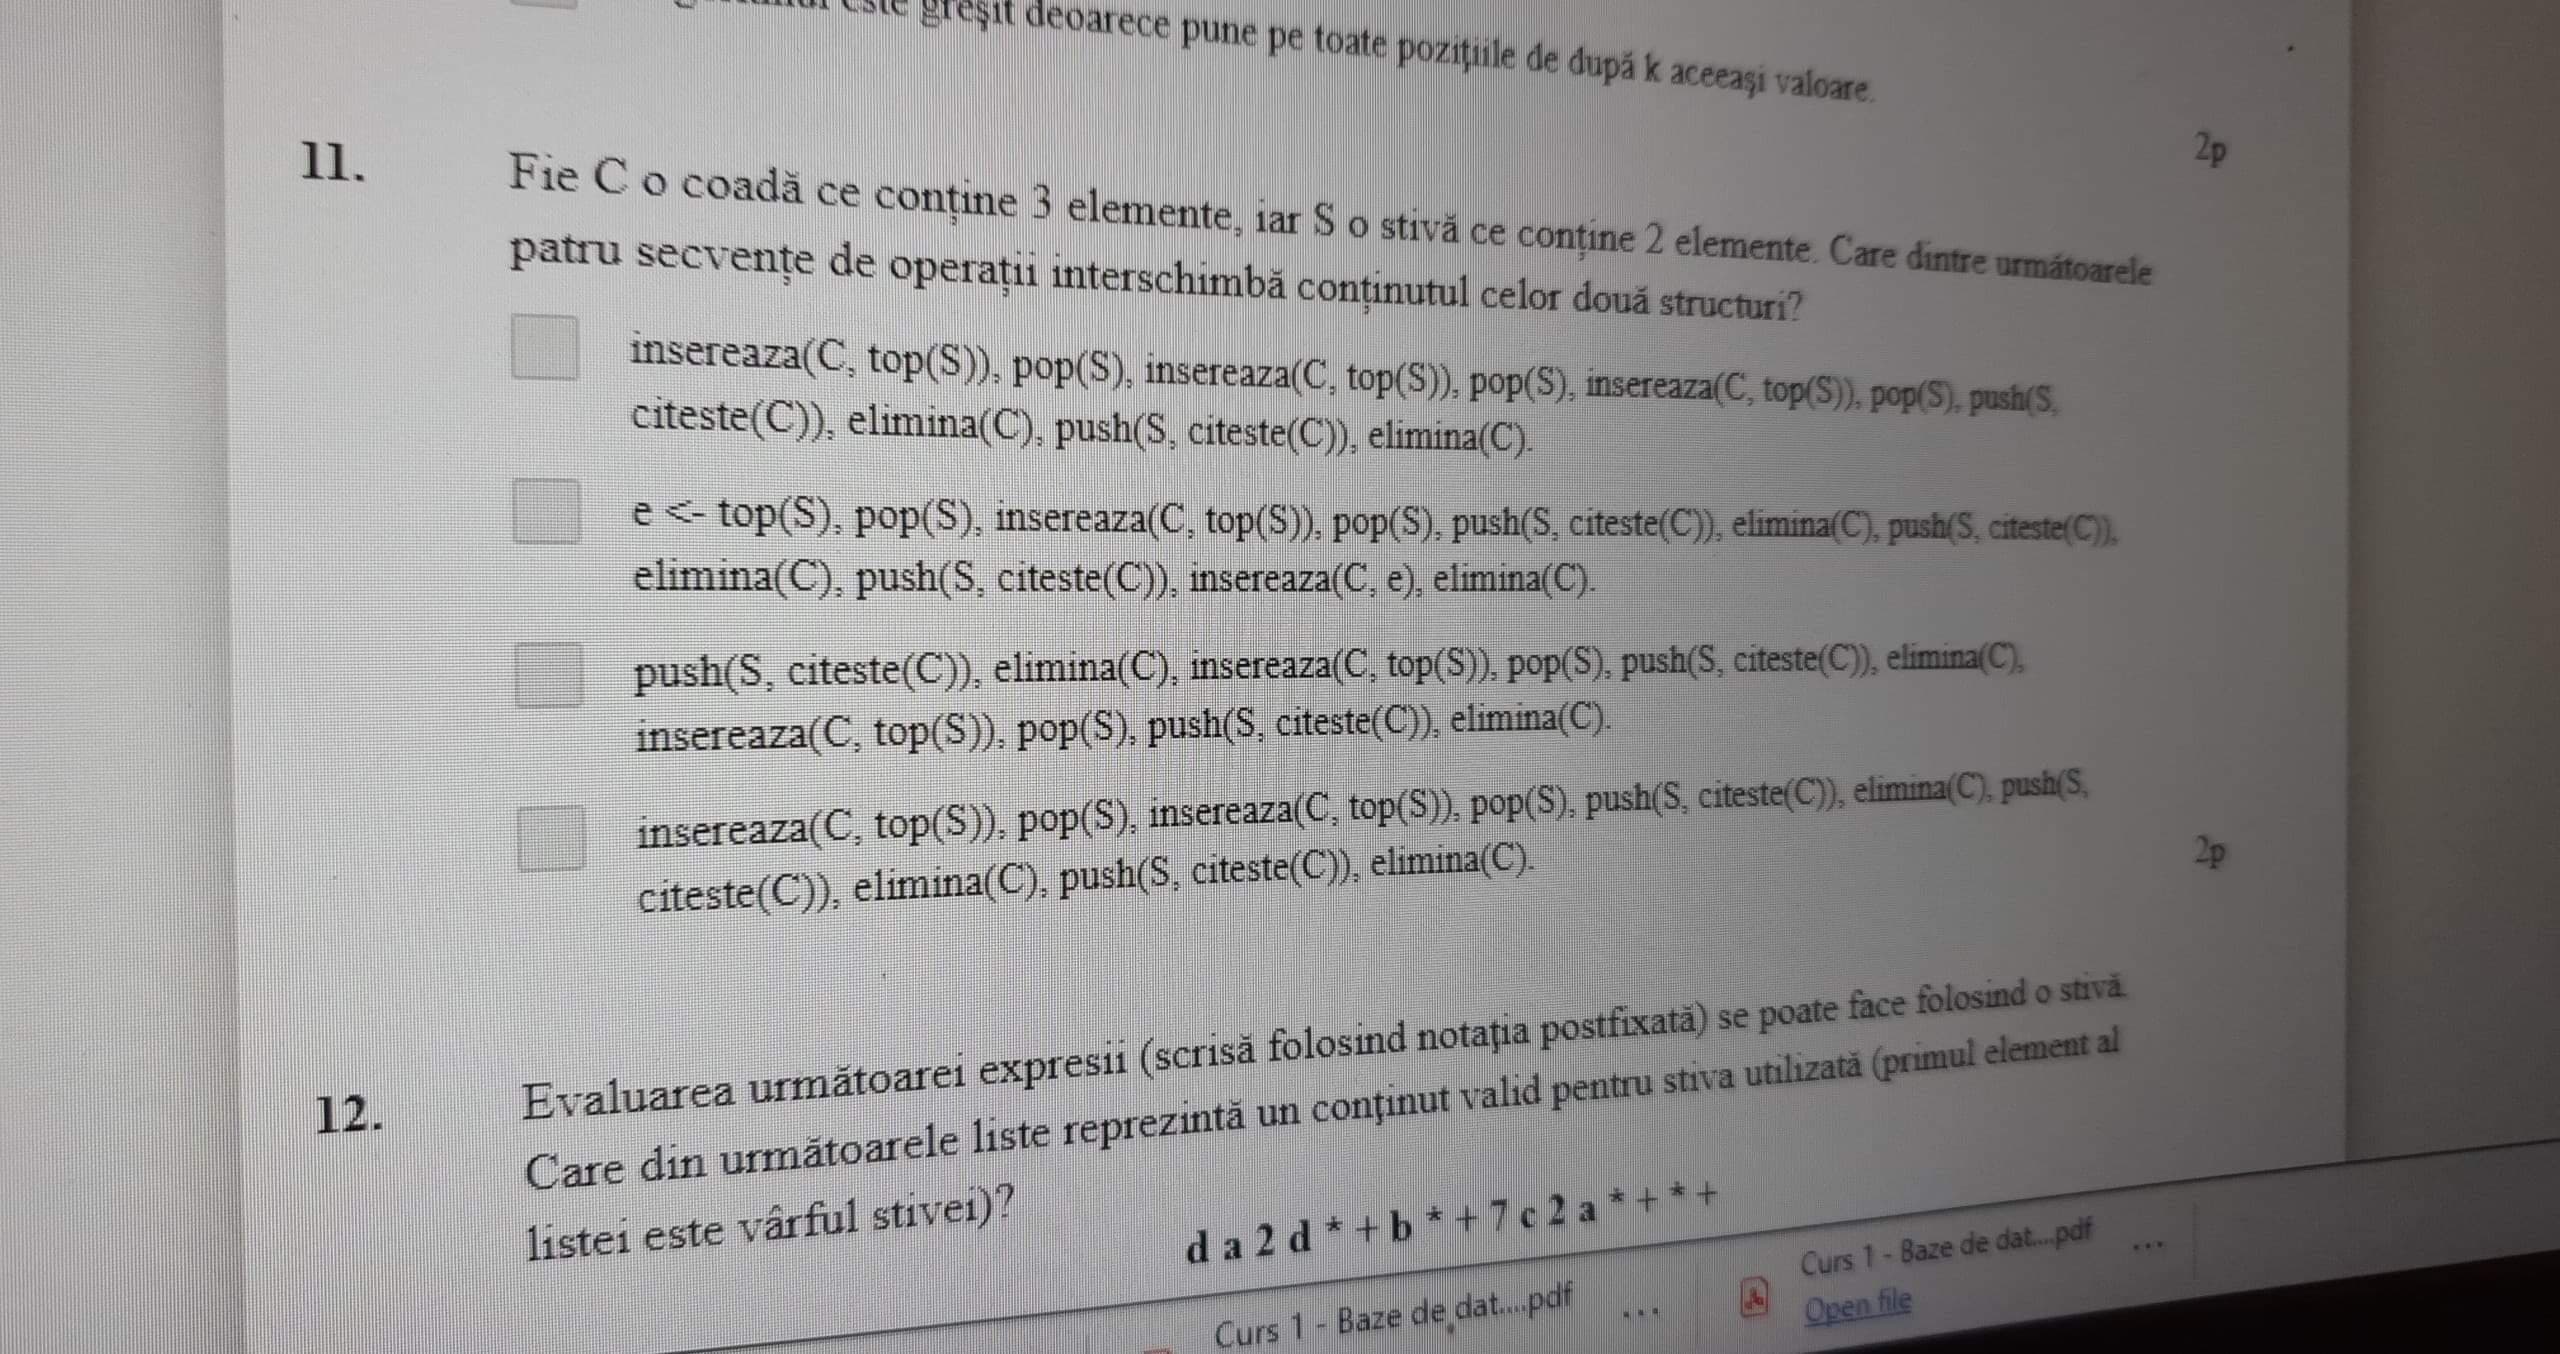 este greşit deoarece pune pe toate poziţiile de după k aceeaşi valoare.
2p
11.
Fie C o coadă ce conține 3 elemente, iar S o stivă ce conține 2 elemente. Care dintre următoarele
patru secvențe de operații interschimbă conținutul celor două structuri?
insereaza(C, top(S)), pop(S), insereaza(C, top(S)), pop(S), insereaza(C, top(S)), pop(S), push(S,
citeste(C)), elimina(C), push(S, citeste(C)), elimina(C).
e <- top(S), pop(S), insereaza(C, top(S)), pop(S), push(S, citeste(C)), elimina(C), push(S, citeste(C)),
elimina(C), push(S, citeste(C)), insereaza(C, e), elimina(C).
push(S, citeste(C)), elimina(C), insereaza(C, top(S)), pop(S), push(S, citeste(C)), elimina(C),
insereaza(C, top(S)), pop(S), push(S, citeste(C)), elimina(C).
insereaza(C, top(S)), pop(S), insereaza(C, top(S)), pop(S), push(S, citeste(C)), elimina(C), push(S,
citeste(C)), elimina(C), push(S, citeste(C)), elimina(C).
2p
12.
Evaluarea următoarei expresii (scrisă folosind notaţia postfixată) se poate face folosind o stivă.
Care din următoarele liste reprezintă un conţinut valid pentru stiva utilizată (primul element al
listei este vârful stivei)?
d a 2 d * + b * + 7 c 2 a * + * +
Curs 1 - Baze de dat....pdf
...
Curs 1 - Baze de dat....pdf
...
Open file